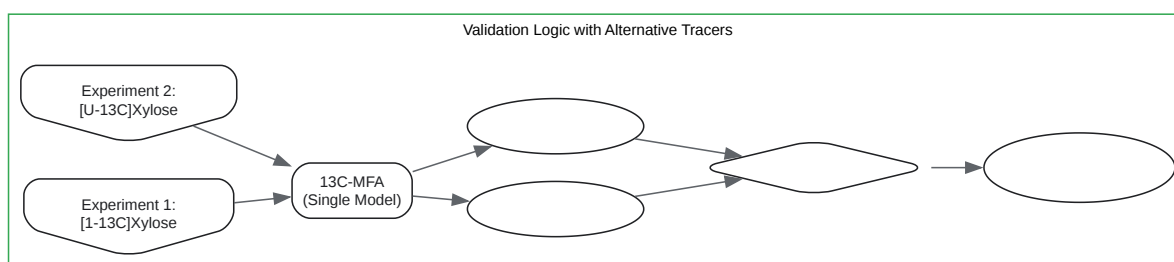 Validation Logic with Alternative Tracers
Experiment 2:
[U-13C]Xylose
Experiment 1:
[1-13C]Xylose
13C-MFA
(Single Model)